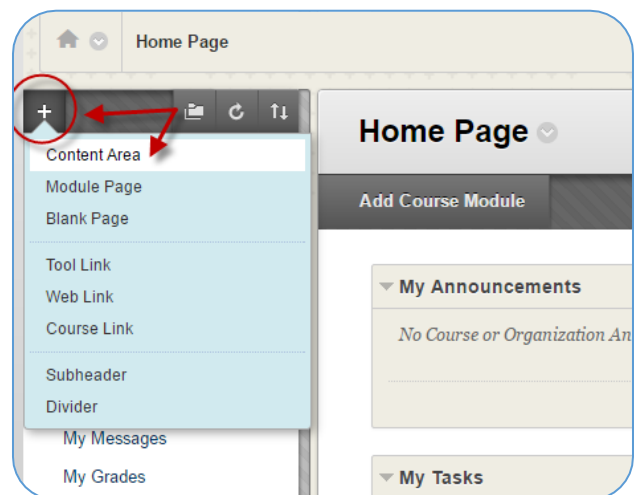 Home Page
Content Area
Module Page
Blank Page
Tool Link
Web Link
Course Link
Subheader
Divider
My Messages
My Grades
Home Page
Add Course Module
My Announcements
No Course or Organization An
My Tasks